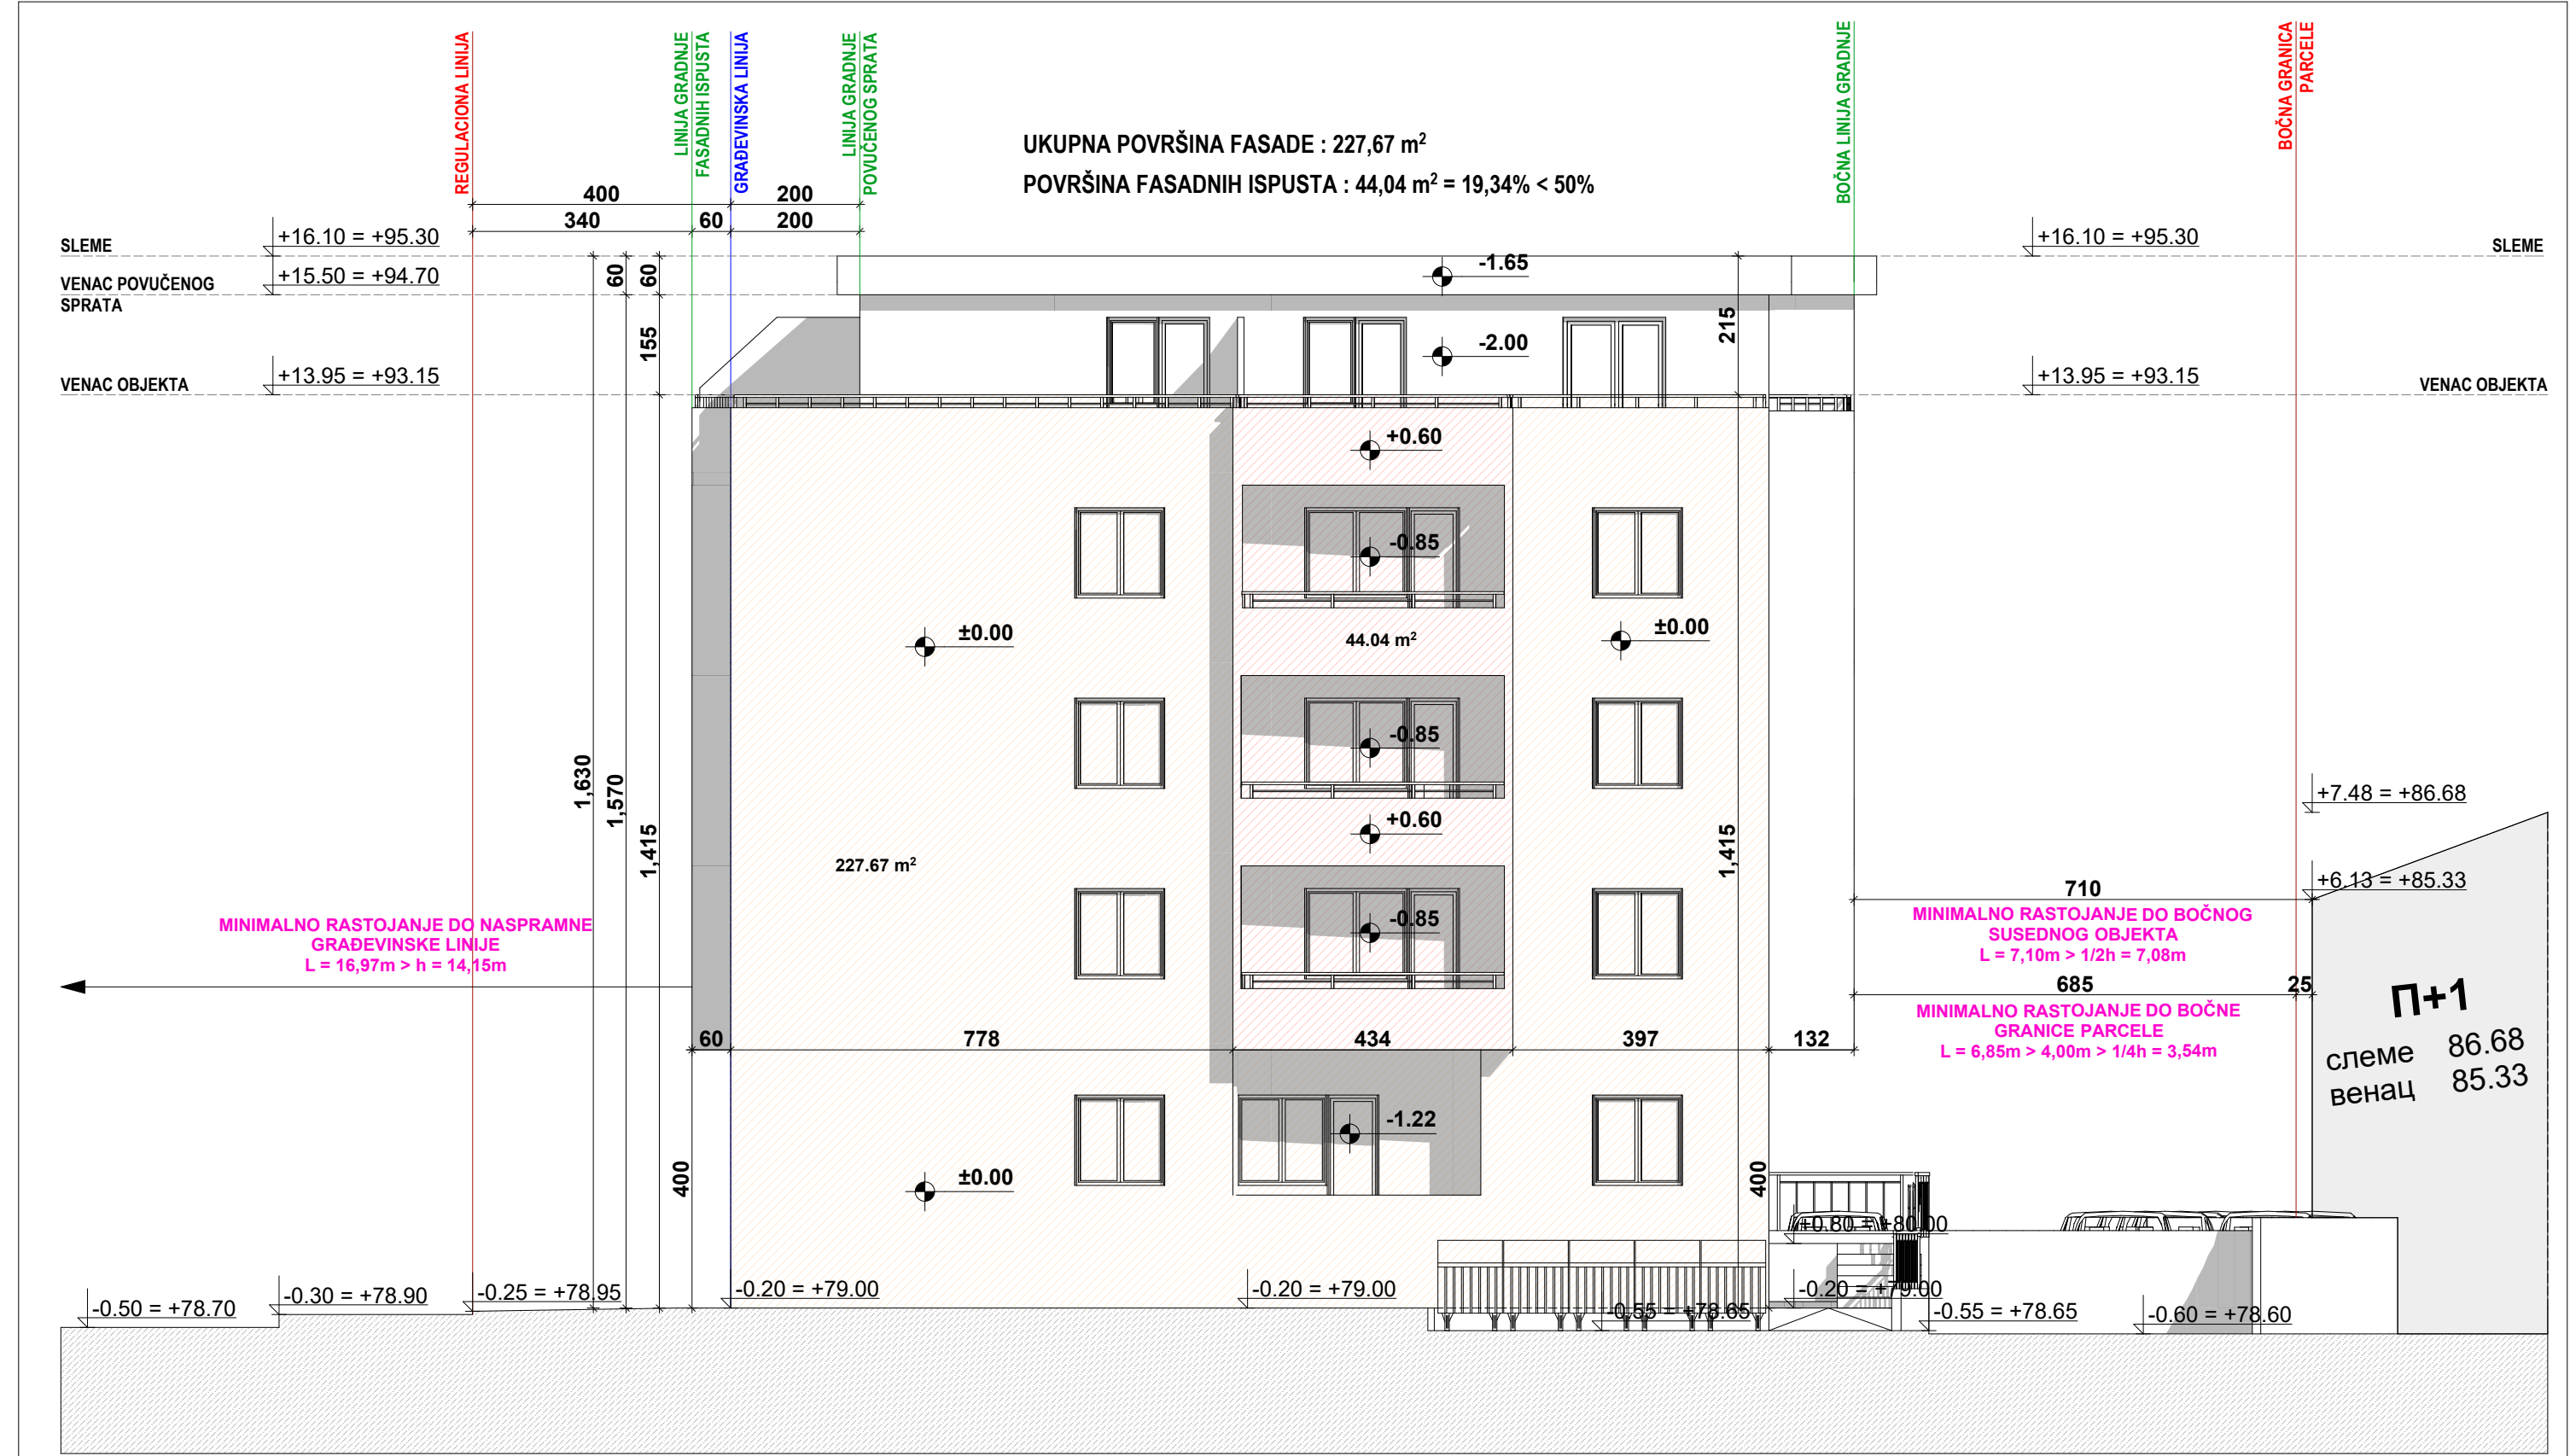 REGULACIONA LINIJA
LINIJA GRADNJE
FASADNIH ISPUSTA
GRAĐEVINSKA LINIJA
LINIJA GRADNJE
POVUČENOG SPRATA
BOČNA LINIJA GRADNJE
BOČNA GRANICA
PARCELE
UKUPNA POVRŠINA FASADE : 227,67 m²
POVRŠINA FASADNIH ISPUSTA : 44,04 m² = 19,34% < 50%
400 200
340 60 200
SLEME +16.10 = +95.30
+16.10 = +95.30 SLEME
VENAC POVUČENOG
SPRATA
+15.50 = +94.70
60 60
-1.65
155
215
-2.00
VENAC OBJEKTA +13.95 = +93.15
+13.95 = +93.15 VENAC OBJEKTA
+0.60
-0.85
±0.00
44.04 m²
±0.00
-0.85
1,630
1,570
1,415
+0.60
1,415
227.67 m²
-0.85
+7.48 = +86.68
+6.13 = +85.33
710
MINIMALNO RASTOJANJE DO NASPRAMNE
GRAĐEVINSKE LINIJE
L = 16,97m > h = 14,15m
MINIMALNO RASTOJANJE DO BOČNOG
SUSEDNOG OBJEKTA
L = 7,10m > 1/2h = 7,08m
685 25
MINIMALNO RASTOJANJE DO BOČNE
GRANICE PARCELE
L = 6,85m > 4,00m > 1/4h = 3,54m
П+1
слеме 86.68
венац 85.33
60 778 434 397 132
-1.22
400
±0.00
400
+0.80 = +80.00
-0.50 = +78.70
-0.30 = +78.90
-0.25 = +78.95
-0.20 = +79.00
-0.20 = +79.00
-0.55 = +78.65
-0.20 = +79.00
-0.55 = +78.65
-0.60 = +78.60